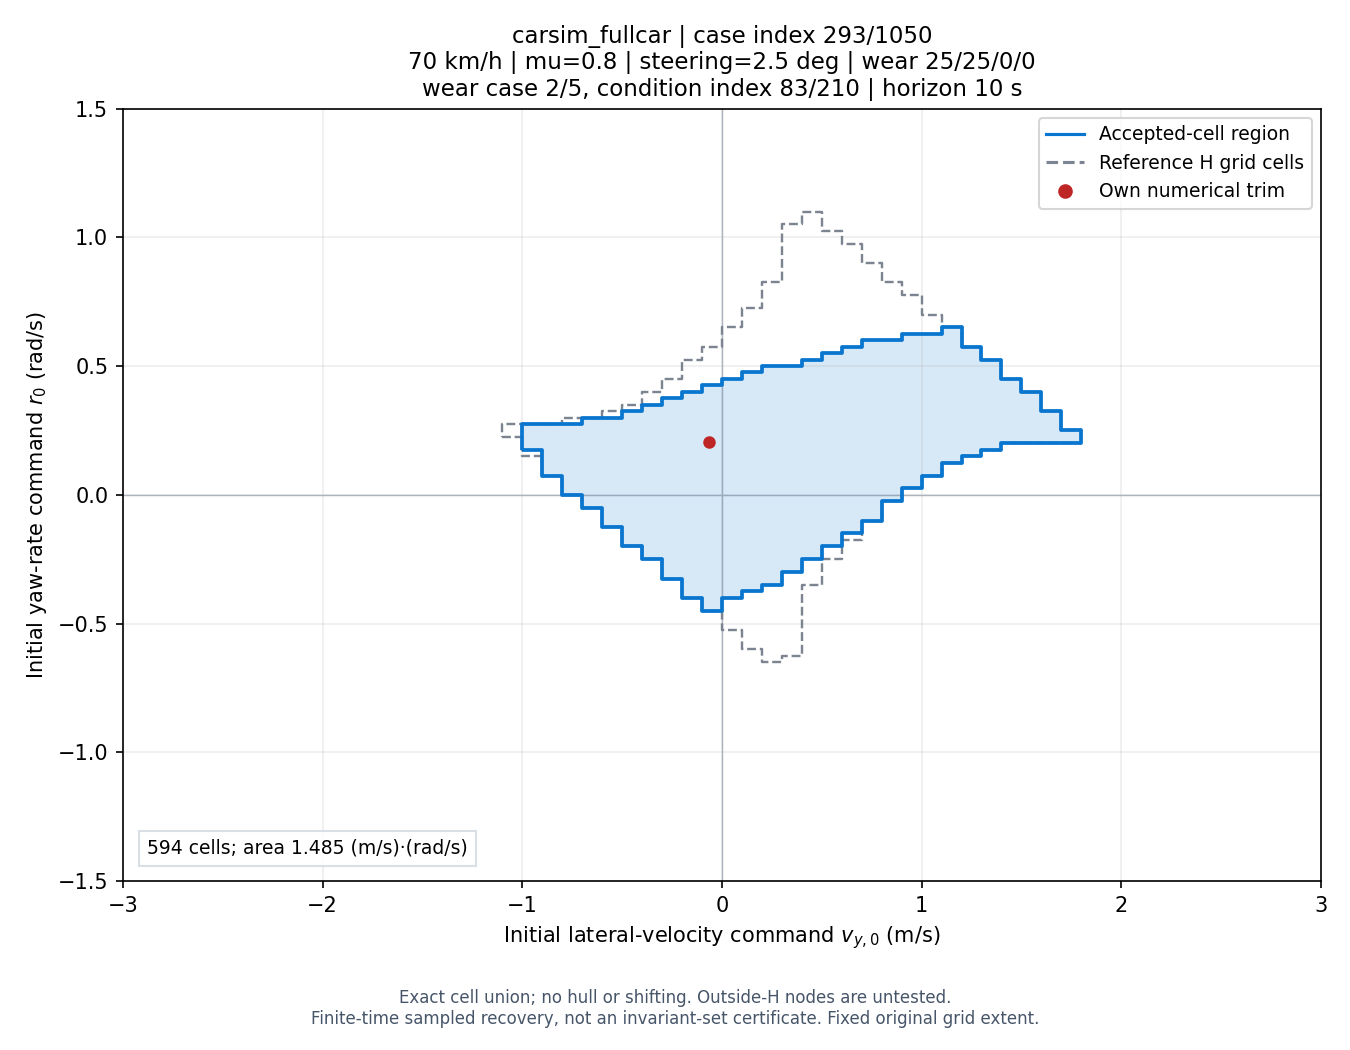 carsim_fullcar | case index 293/1050
70 km/h | mu=0.8 | steering=2.5 deg | wear 25/25/0/0
wear case 2/5, condition index 83/210 | horizon 10 s
Accepted-cell region
Reference H grid cells
Own numerical trim
1.5
1.0
0.5
0.0
−0.5
−1.0
−1.5
Initial yaw-rate command r₀ (rad/s)
594 cells; area 1.485 (m/s)·(rad/s)
−3
−2
−1
0
1
2
3
Initial lateral-velocity command v_{y,0} (m/s)
Exact cell union; no hull or shifting. Outside-H nodes are untested.
Finite-time sampled recovery, not an invariant-set certificate. Fixed original grid extent.